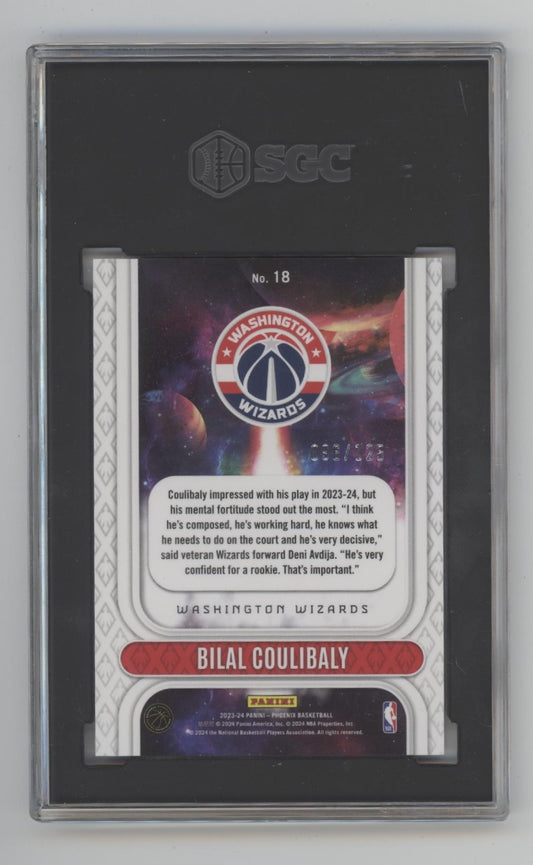 SGC
No. 18
WASHINGTON
WIZARDS
Coulibaly impressed with his play in 2023-24, but
his mental fortitude stood out the most. “I think
he's composed, he's working hard, he knows what
he needs to do on the court and he's very decisive,”
said veteran Wizards forward Deni Avdija. “He's very
confident for a rookie. That's important.”
WASHINGTON WIZARDS
BILAL COULIBALY
PANINI
2023-24 PANINI – PHOENIX BASKETBALL
© 2024 Panini America, Inc. © 2024 NBA Properties, Inc.
© 2024 the National Basketball Players Association. All rights reserved.